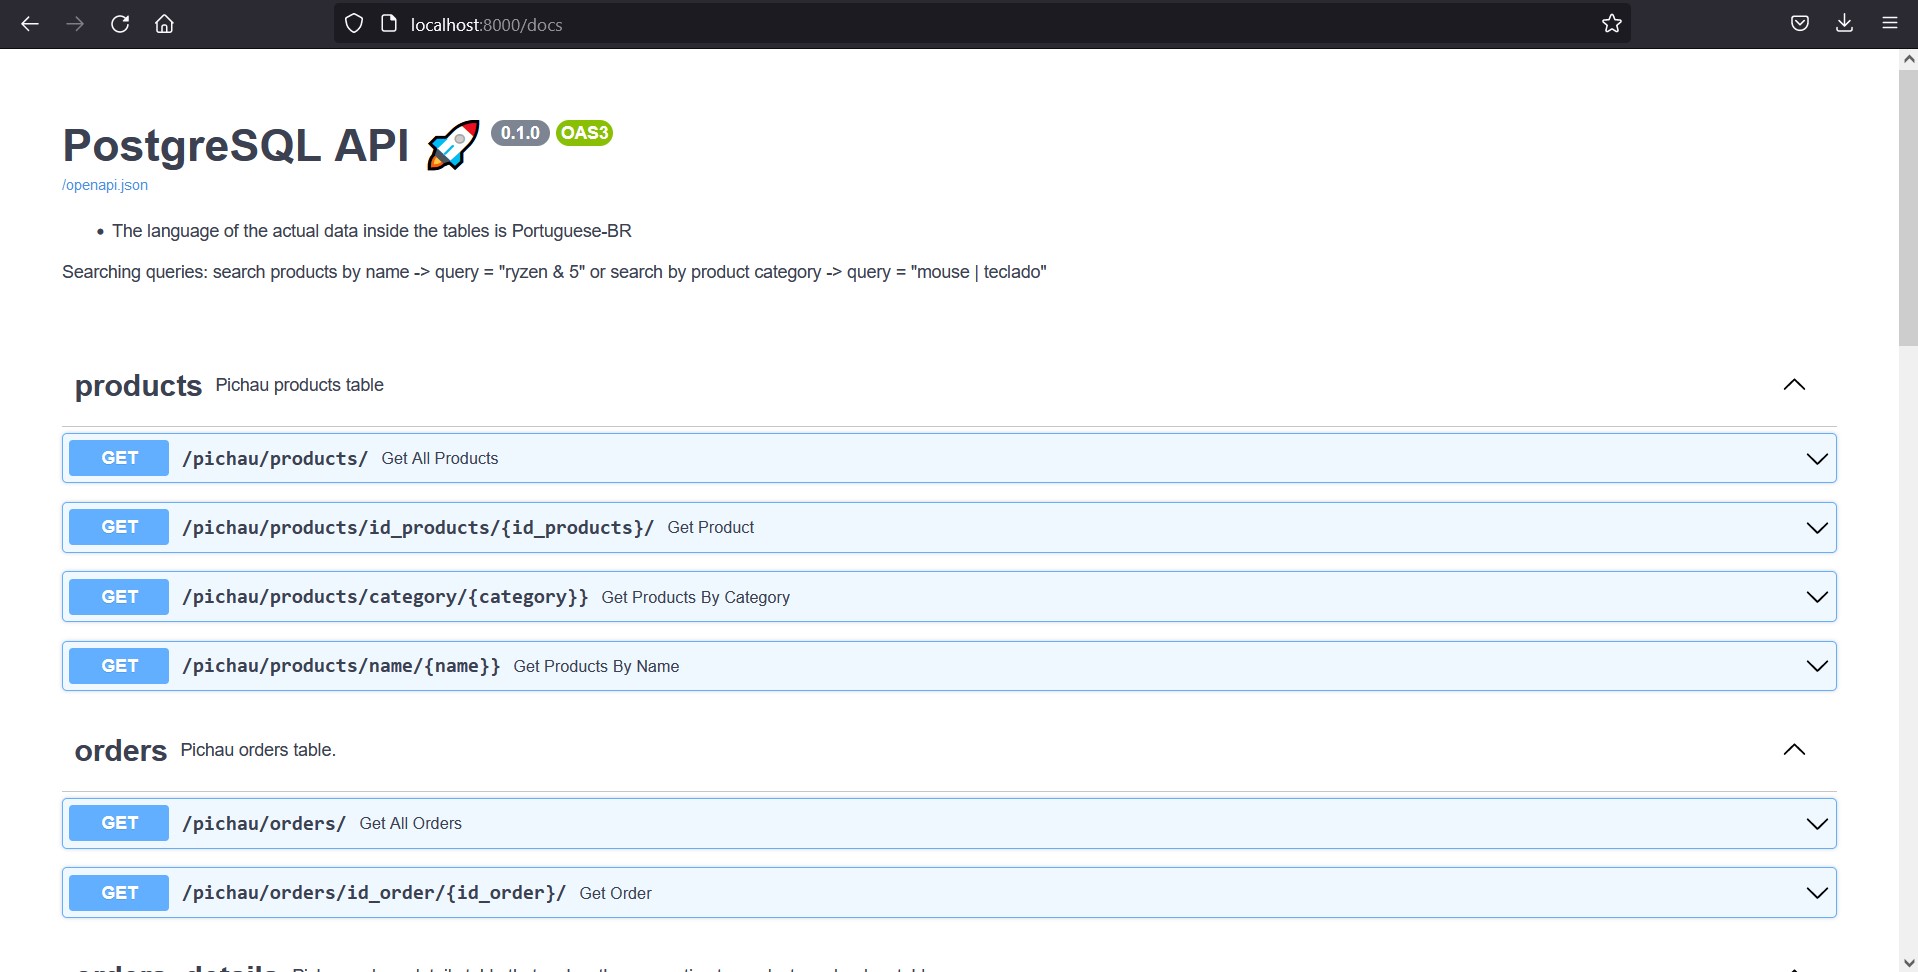 localhost:8000/docs
PostgreSQL API 🚀 0.1.0 OAS3
/openapi.json
• The language of the actual data inside the tables is Portuguese-BR
Searching queries: search products by name -> query = "ryzen & 5" or search by product category -> query = "mouse | teclado"
products Pichau products table
GET /pichau/products/ Get All Products
GET /pichau/products/id_products/{id_products}/ Get Product
GET /pichau/products/category/{category}} Get Products By Category
GET /pichau/products/name/{name}} Get Products By Name
orders Pichau orders table.
GET /pichau/orders/ Get All Orders
GET /pichau/orders/id_order/{id_order}/ Get Order
orders_details